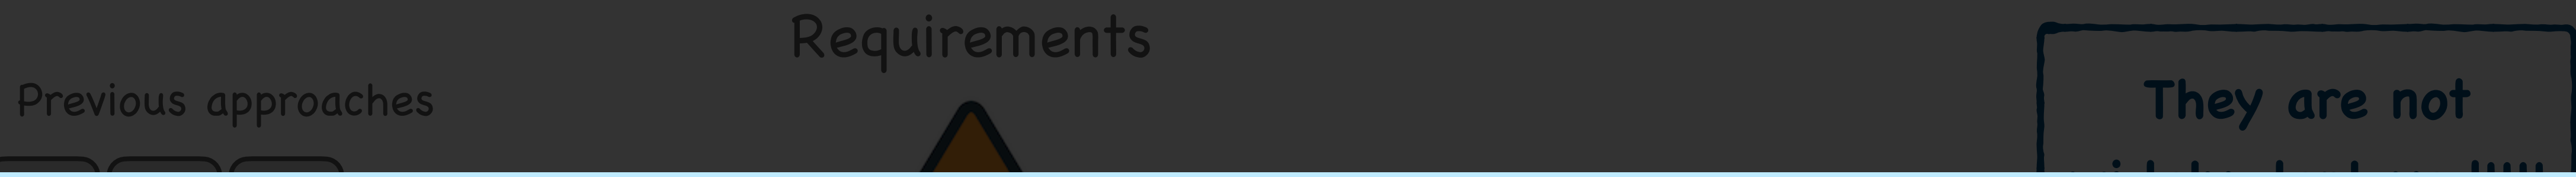 Requirements
Previous approaches
They are not